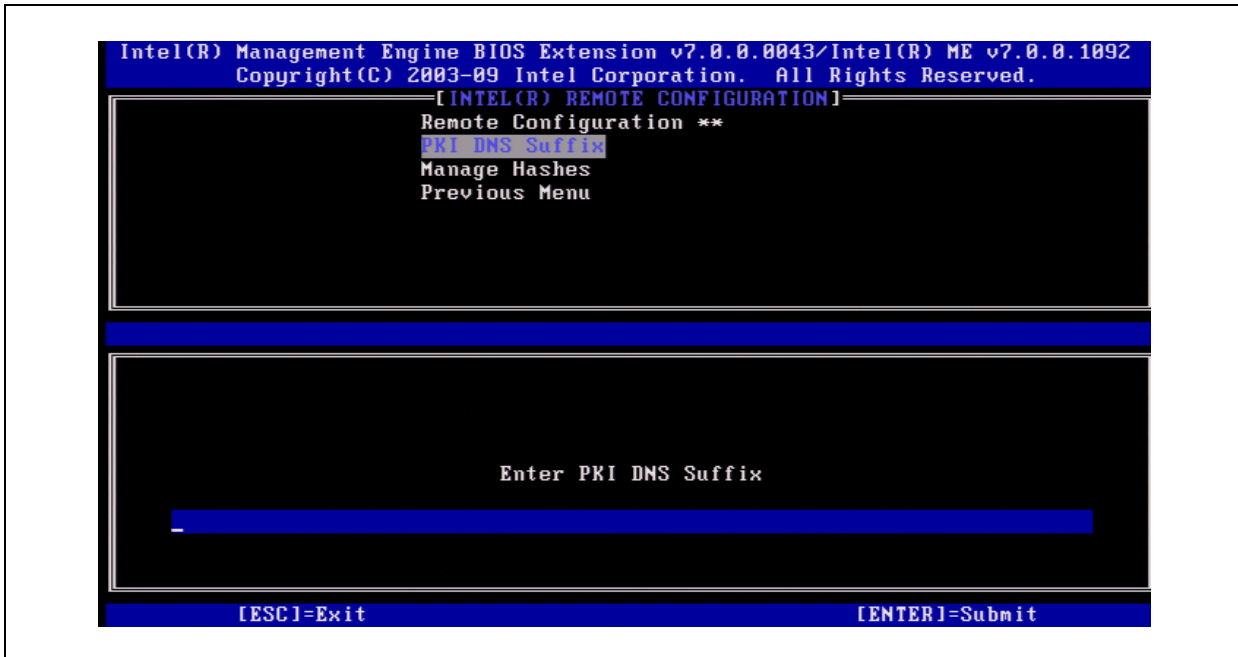 Intel(R) Management Engine BIOS Extension v7.0.0.0043/Intel(R) ME v7.0.0.1092
Copyright(C) 2003-09 Intel Corporation. All Rights Reserved.
[INTEL(R) REMOTE CONFIGURATION]
Remote Configuration **
PKI DNS Suffix
Manage Hashes
Previous Menu
Enter PKI DNS Suffix
[ESC]=Exit [ENTER]=Submit